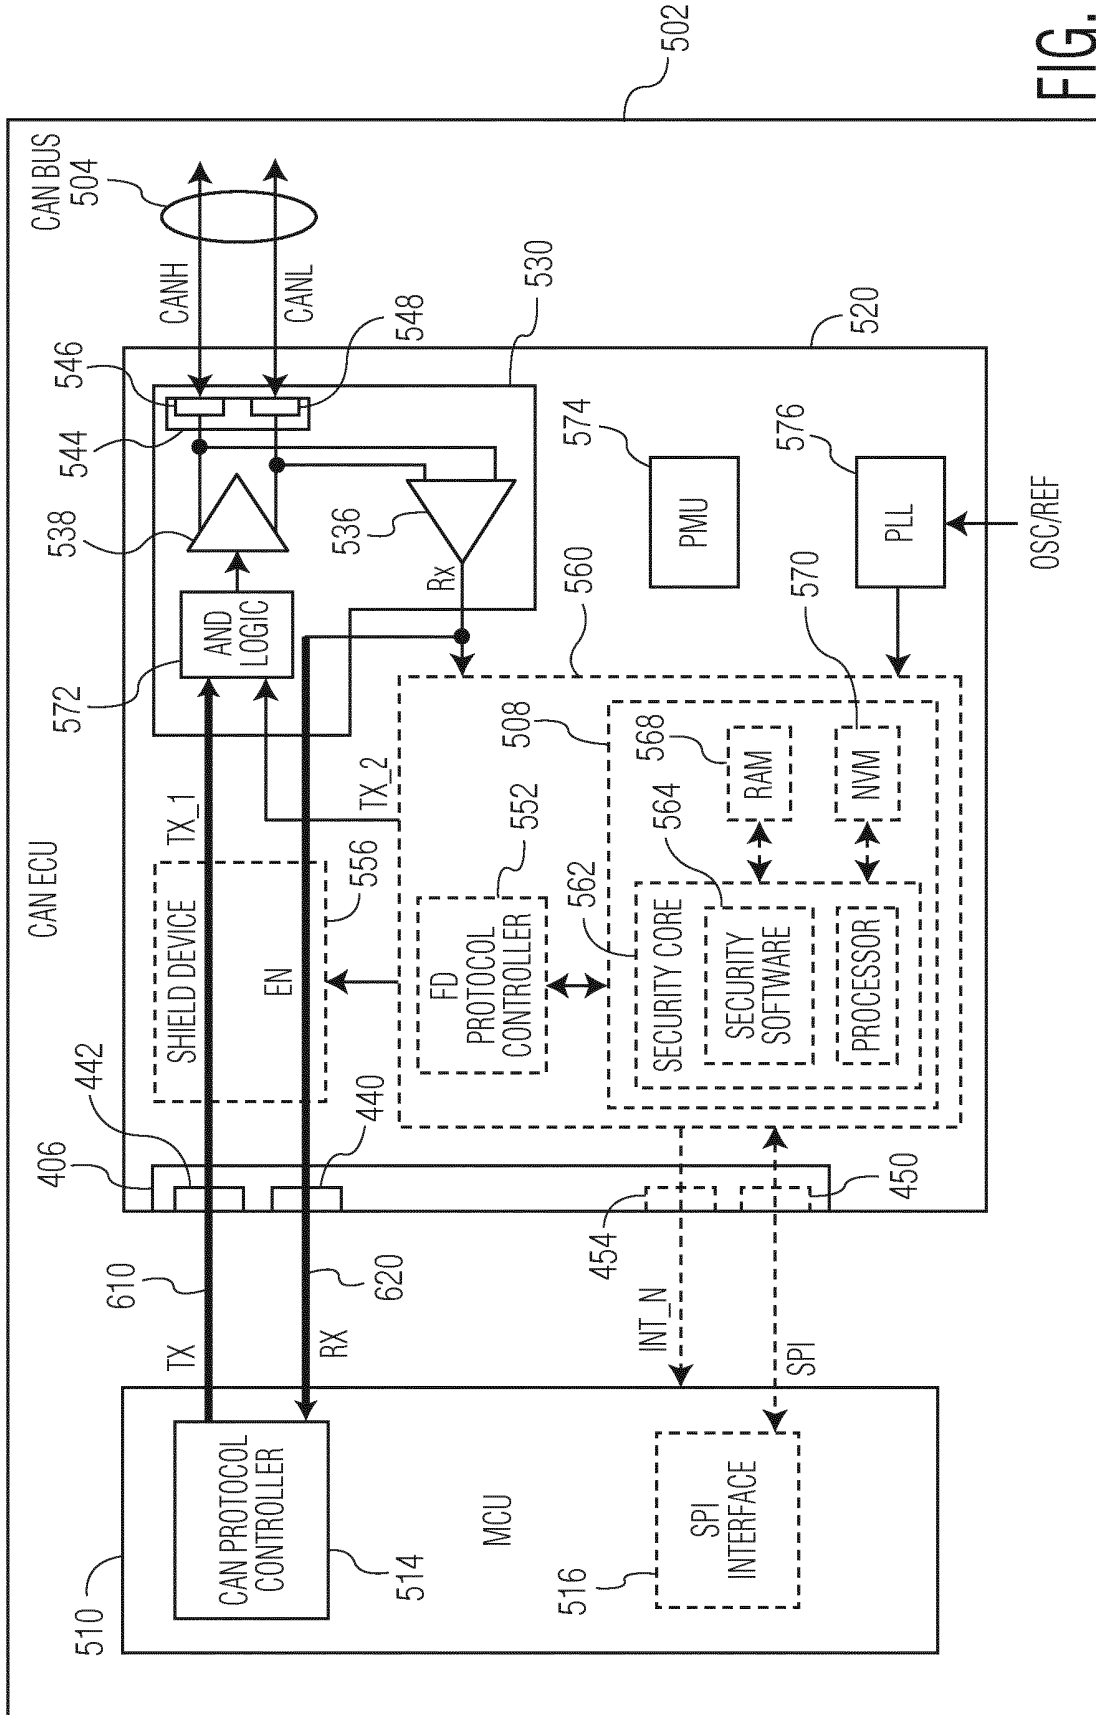 FIG.
502
CAN ECU
CAN BUS
504
CANH
CANL
530
520
546
548
544
538
536
Rx
572
AND
LOGIC
574
PMU
576
PLL
OSC/REF
560
570
508
568
RAM
NVM
TX_1
TX_2
SHIELD DEVICE
EN
556
552
FD
PROTOCOL
CONTROLLER
562
564
SECURITY CORE
SECURITY
SOFTWARE
PROCESSOR
406
442
440
454
450
610
620
TX
RX
INT_N
SPI
510
CAN PROTOCOL
CONTROLLER
514
MCU
516
SPI
INTERFACE